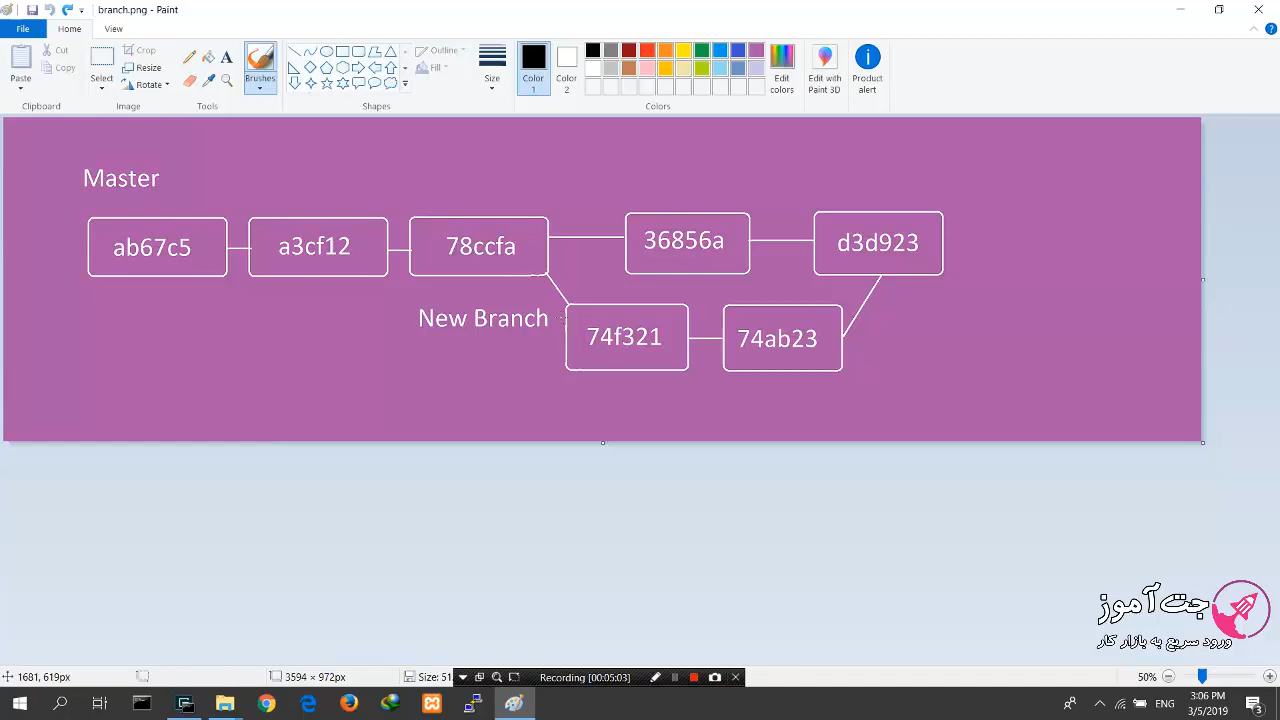 branch.png - Paint
File Home View
Paste Cut Copy Clipboard
Select Crop Resize Rotate Image
Tools
Brushes
Shapes Outline Fill
Size
Color 1 Color 2 Colors
Edit colors
Edit with Paint 3D
Product alert
Master
ab67c5 a3cf12 78ccfa 36856a d3d923
New Branch
74f321 74ab23
جت آموز
ورود سریع به بازار کار
1681, 619px 3594 × 972px Size: 51 Recording [00:05:03] 50%
ENG 3:06 PM
3/5/2019 3